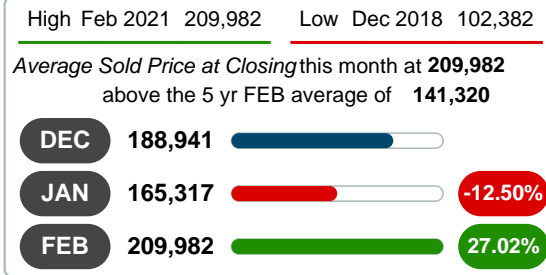 High Feb 2021 209,982 Low Dec 2018 102,382
Average Sold Price at Closing this month at 209,982
above the 5 yr FEB average of 141,320
DEC 188,941
JAN 165,317 -12.50%
FEB 209,982 27.02%